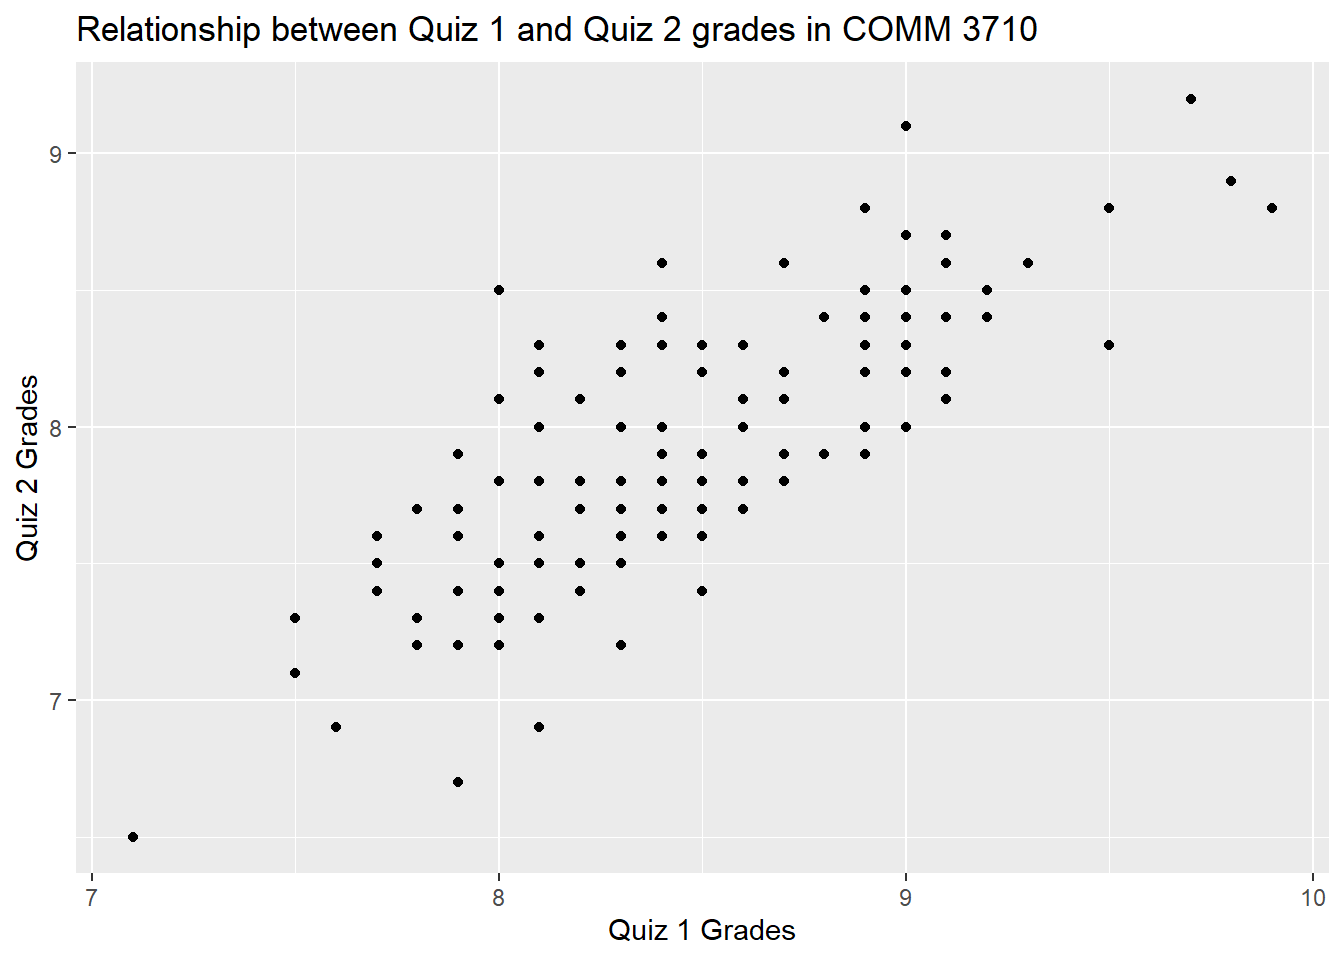 Relationship between Quiz 1 and Quiz 2 grades in COMM 3710
9
8
7
Quiz 2 Grades
7 8 9 10
Quiz 1 Grades